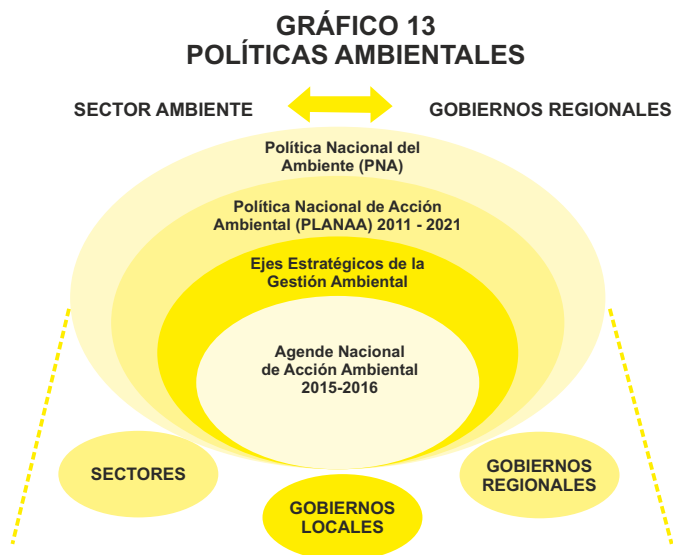 GRÁFICO 13
POLÍTICAS AMBIENTALES
SECTOR AMBIENTE
GOBIERNOS REGIONALES
Política Nacional del
Ambiente (PNA)
Política Nacional de Acción
Ambiental (PLANAA) 2011 - 2021
Ejes Estratégicos de la
Gestión Ambiental
Agende Nacional
de Acción Ambiental
2015-2016
SECTORES
GOBIERNOS
LOCALES
GOBIERNOS
REGIONALES